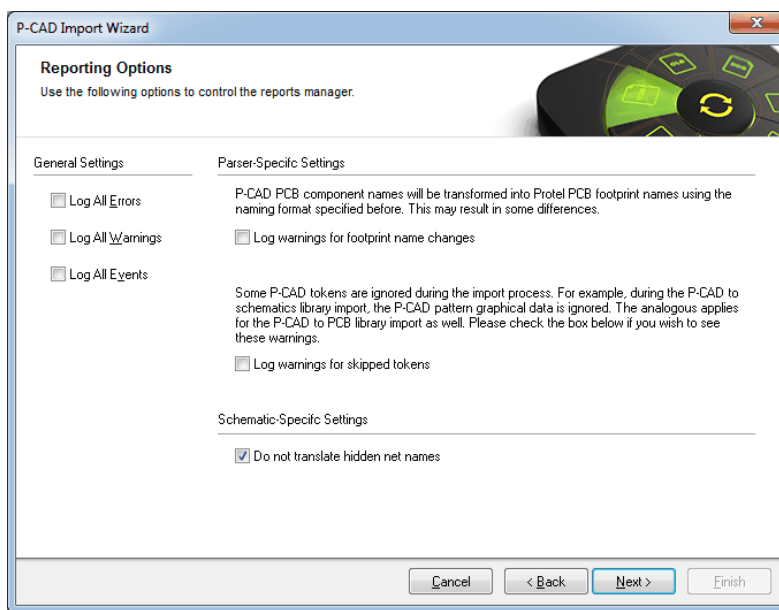 P-CAD Import Wizard
Reporting Options
Use the following options to control the reports manager.
General Settings
Log All Errors
Log All Warnings
Log All Events
Parser-Specifc Settings
P-CAD PCB component names will be transformed into Protel PCB footprint names using the
naming format specified before. This may result in some differences.
Log warnings for footprint name changes
Some P-CAD tokens are ignored during the import process. For example, during the P-CAD to
schematics library import, the P-CAD pattern graphical data is ignored. The analogous applies
for the P-CAD to PCB library import as well. Please check the box below if you wish to see
these warnings.
Log warnings for skipped tokens
Schematic-Specifc Settings
Do not translate hidden net names
Cancel
< Back
Next >
Finish